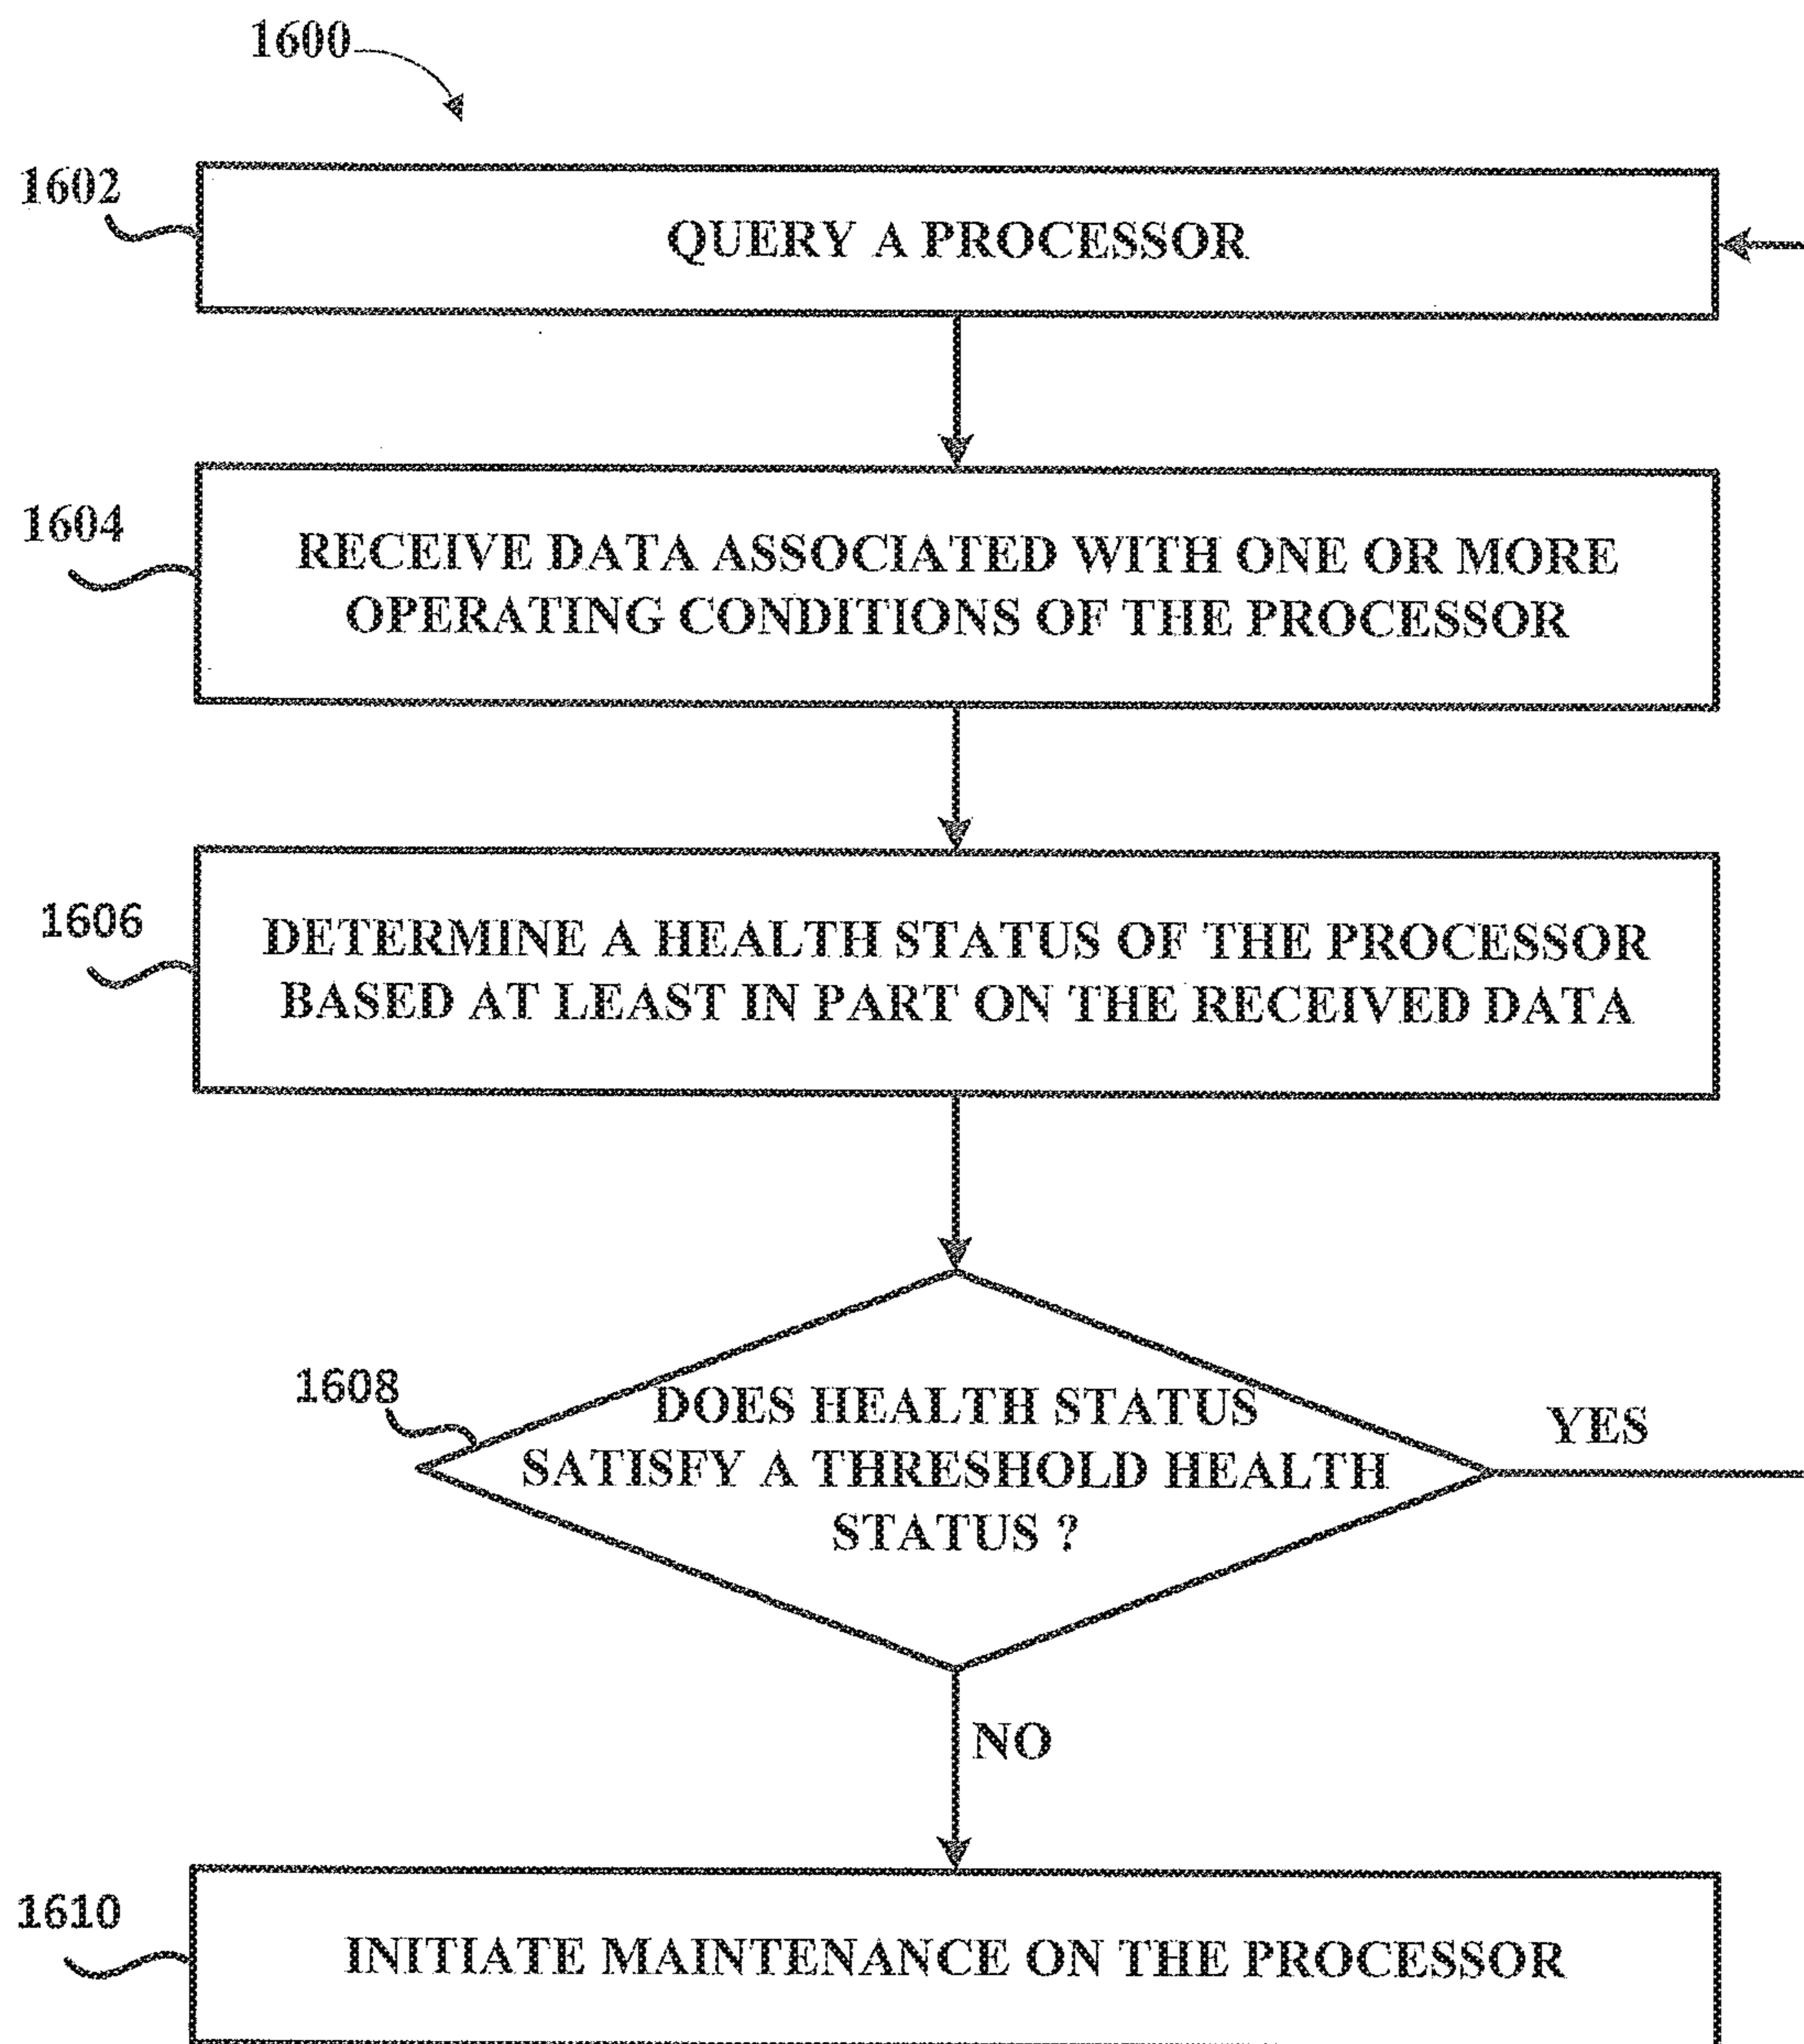 1600
1602
QUERY A PROCESSOR
1604
RECEIVE DATA ASSOCIATED WITH ONE OR MORE
OPERATING CONDITIONS OF THE PROCESSOR
1606
DETERMINE A HEALTH STATUS OF THE PROCESSOR
BASED AT LEAST IN PART ON THE RECEIVED DATA
1608
DOES HEALTH STATUS
SATISFY A THRESHOLD HEALTH
STATUS ?
YES
NO
1610
INITIATE MAINTENANCE ON THE PROCESSOR